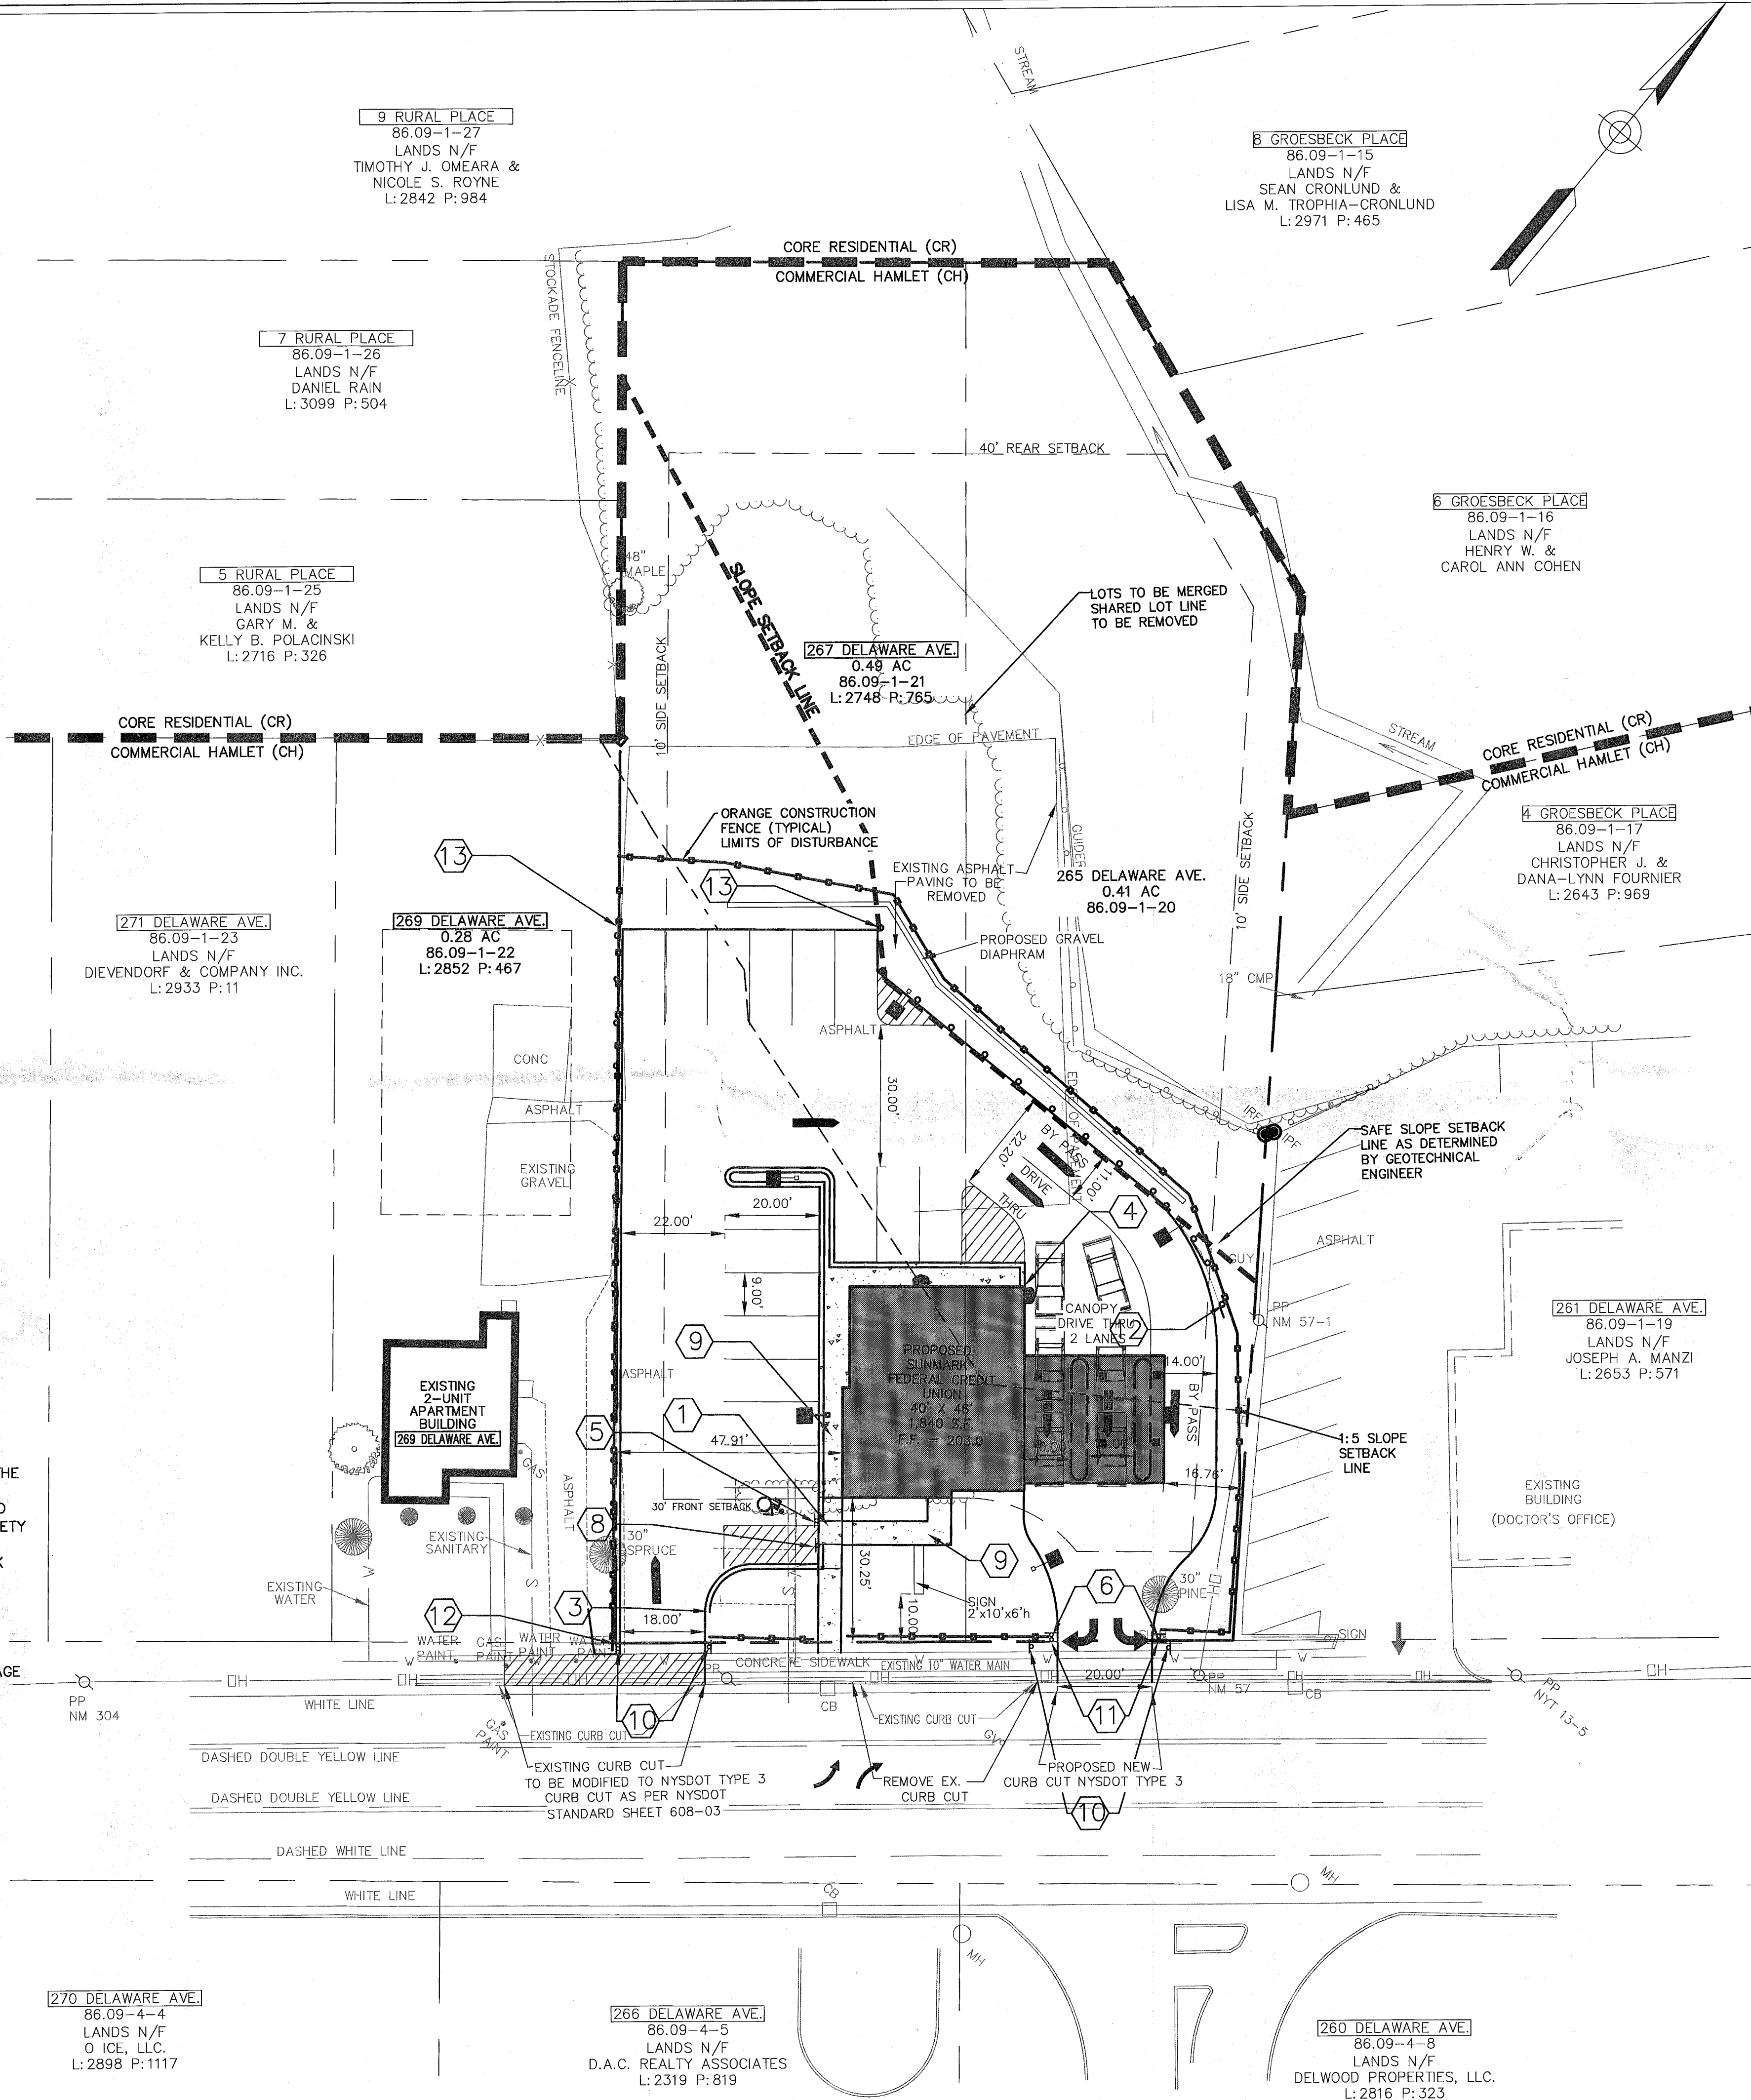 STREAM
9 RURAL PLACE
86.09-1-27
LANDS N/F
TIMOTHY J. OMEARA &
NICOLE S. ROYNE
L: 2842 P: 984
8 GROESBECK PLACE
86.09-1-15
LANDS N/F
SEAN CRONLUND &
LISA M. TROPHIA-CRONLUND
L: 2971 P: 465
CORE RESIDENTIAL (CR)
COMMERCIAL HAMLET (CH)
STOCKADE FENCELINE
7 RURAL PLACE
86.09-1-26
LANDS N/F
DANIEL RAIN
L: 3099 P: 504
40' REAR SETBACK
6 GROESBECK PLACE
86.09-1-16
LANDS N/F
HENRY W. &
CAROL ANN COHEN
48"
MAPLE
5 RURAL PLACE
86.09-1-25
LANDS N/F
GARY M. &
KELLY B. POLACINSKI
L: 2716 P: 326
SLOPE SETBACK LINE
LOTS TO BE MERGED
SHARED LOT LINE
TO BE REMOVED
267 DELAWARE AVE.
0.49 AC
86.09-1-21
L: 2748 P: 765
10' SIDE SETBACK
CORE RESIDENTIAL (CR)
COMMERCIAL HAMLET (CH)
EDGE OF PAVEMENT
STREAM
CORE RESIDENTIAL (CR)
COMMERCIAL HAMLET (CH)
ORANGE CONSTRUCTION
FENCE (TYPICAL)
LIMITS OF DISTURBANCE
13
13
EXISTING ASPHALT
PAVING TO BE
REMOVED
GUIDER
265 DELAWARE AVE.
0.41 AC
86.09-1-20
10' SIDE SETBACK
4 GROESBECK PLACE
86.09-1-17
LANDS N/F
CHRISTOPHER J. &
DANA-LYNN FOURNIER
L: 2643 P: 969
271 DELAWARE AVE.
86.09-1-23
LANDS N/F
DIEVENDORF & COMPANY INC.
L: 2933 P: 11
269 DELAWARE AVE.
0.28 AC
86.09-1-22
L: 2852 P: 467
PROPOSED GRAVEL
DIAPHRAM
18" CMP
ASPHALT
CONC
ASPHALT
EXISTING
GRAVEL
30.00'
EDGE OF PAVEMENT
IRF
IPF
SAFE SLOPE SETBACK
LINE AS DETERMINED
BY GEOTECHNICAL
ENGINEER
22.20'
BY PASS
11.00'
DRIVE
THRU
4
20.00'
22.00'
9.00'
GUY
ASPHALT
PP
NM 57-1
CANOPY
DRIVE THRU
2 LANES
2
261 DELAWARE AVE.
86.09-1-19
LANDS N/F
JOSEPH A. MANZI
L: 2653 P: 571
9
PROPOSED
SUNMARK
FEDERAL CREDIT
UNION
40' X 46'
1,840 S.F.
F.F. = 203.0
14.00'
BY PASS
ASPHALT
EXISTING
2-UNIT
APARTMENT
BUILDING
269 DELAWARE AVE.
1
5
47.91'
1:5 SLOPE
SETBACK
LINE
16.76'
GAS
ASPHALT
HE
ETY
EXISTING
BUILDING
(DOCTOR'S OFFICE)
30' FRONT SETBACK
8
30"
SPRUCE
EXISTING
SANITARY
S
W
9
30.25'
EXISTING
WATER
6
30"
PINE
SIGN
2'x10'x6'h
10.00'
12
3
18.00'
WATER
PAINT
GAS
PAINT
WATER
PAINT
CONCRETE SIDEWALK
EXISTING 10" WATER MAIN
SIGN
AGE
20.00'
PP
NM 304
WHITE LINE
CB
PP
NM 57
CB
PP
NYT 13-5
10
11
GAS
PAINT
EXISTING CURB CUT
EXISTING CURB CUT
GV
DASHED DOUBLE YELLOW LINE
EXISTING CURB CUT
TO BE MODIFIED TO NYSDOT TYPE 3
CURB CUT AS PER NYSDOT
STANDARD SHEET 608-03
REMOVE EX.
CURB CUT
PROPOSED NEW
CURB CUT NYSDOT TYPE 3
10
DASHED DOUBLE YELLOW LINE
DASHED WHITE LINE
MH
WHITE LINE
CB
MH
270 DELAWARE AVE.
86.09-4-4
LANDS N/F
O ICE, LLC.
L: 2898 P: 1117
266 DELAWARE AVE.
86.09-4-5
LANDS N/F
D.A.C. REALTY ASSOCIATES
L: 2319 P: 819
260 DELAWARE AVE.
86.09-4-8
LANDS N/F
DELWOOD PROPERTIES, LLC.
L: 2816 P: 323